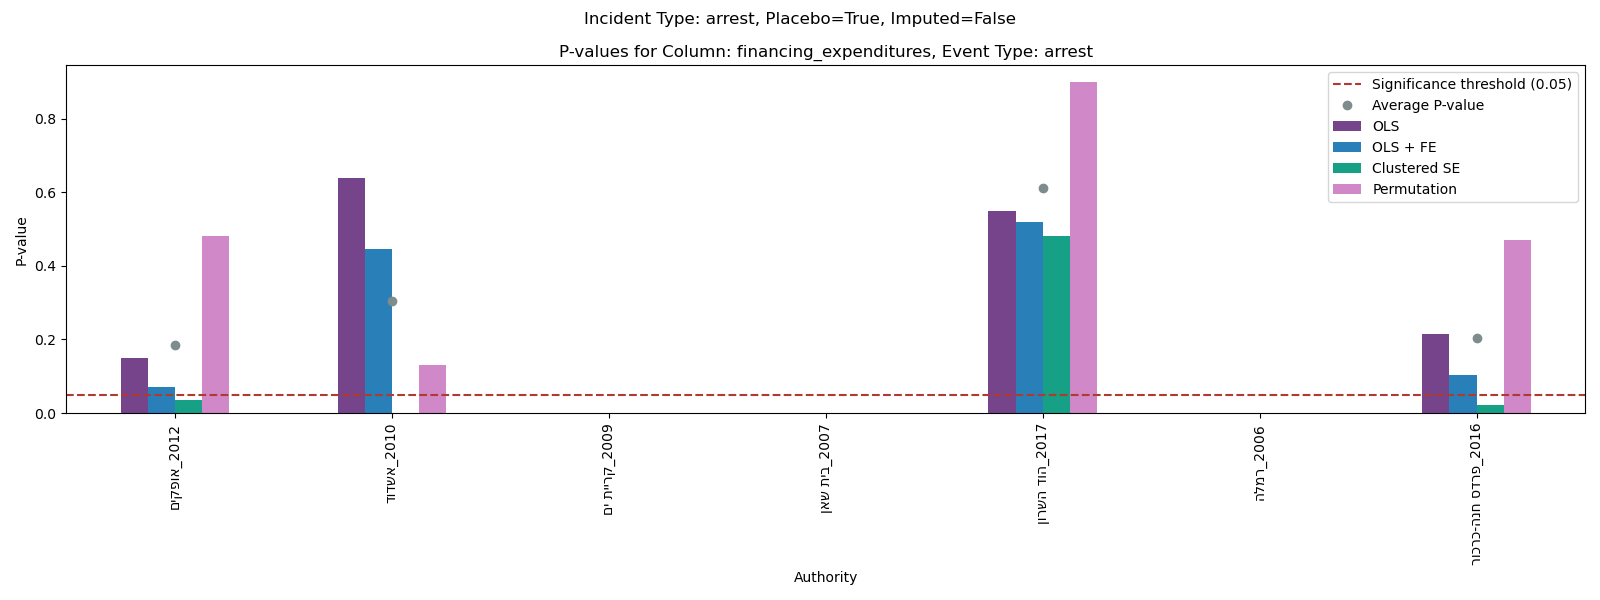 Incident Type: arrest, Placebo=True, Imputed=False
P-values for Column: financing_expenditures, Event Type: arrest
P-value
0.8
0.6
0.4
0.2
0.0
Significance threshold (0.05)
Average P-value
OLS
OLS + FE
Clustered SE
Permutation
אופקים_2012
אשדוד_2010
קריית ים_2009
בית שאן_2007
הוד השרון_2017
רמלה_2006
פרדס חנה-כרכור_2016
Authority